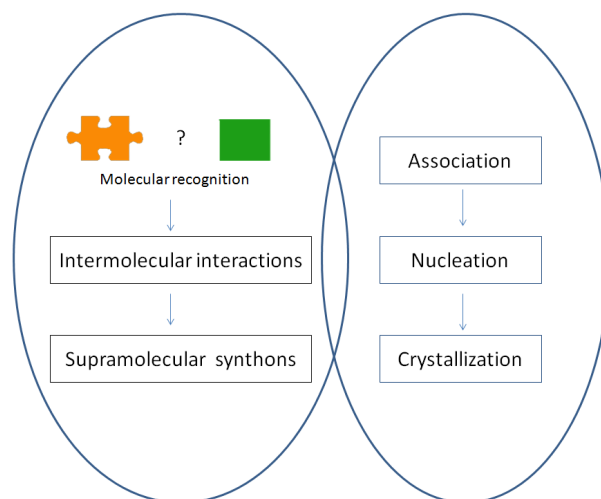 ?
Molecular recognition
Intermolecular interactions
Supramolecular synthons
Association
Nucleation
Crystallization